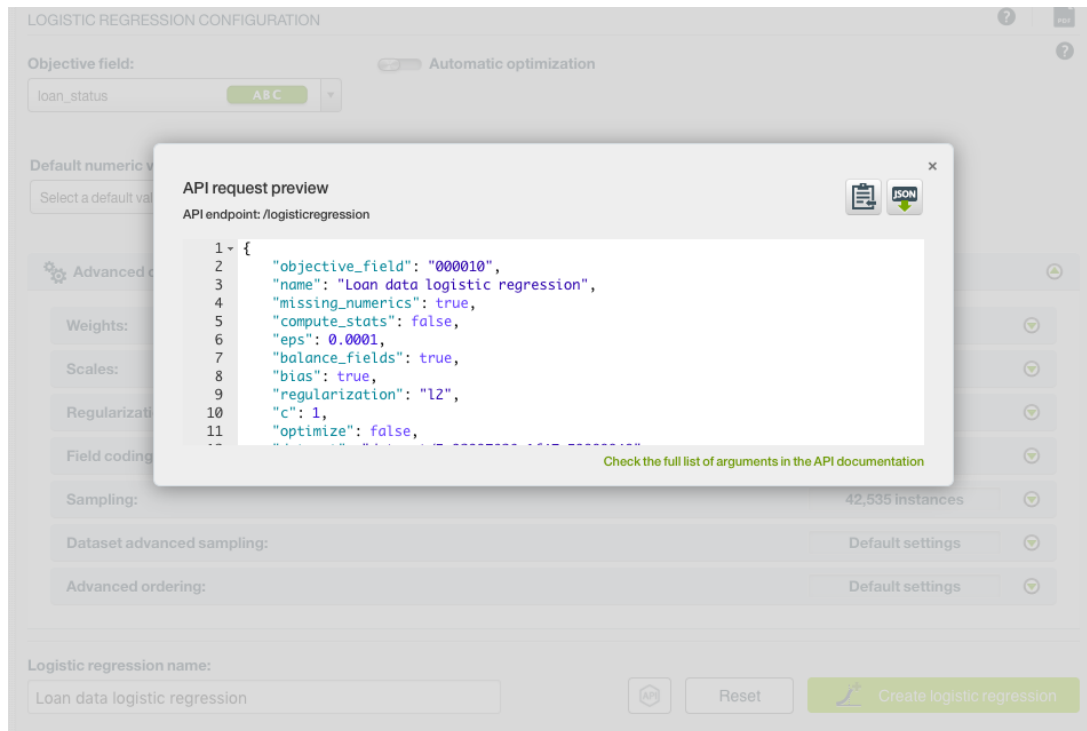 LOGISTIC REGRESSION CONFIGURATION
?
PDF
Objective field:
Automatic optimization
?
loan_status
ABC
Default numeric v
Select a default val
API request preview
×
JSON
API endpoint: /logisticregression
1 {
2 "objective_field": "000010",
3 "name": "Loan data logistic regression",
4 "missing_numerics": true,
5 "compute_stats": false,
6 "eps": 0.0001,
7 "balance_fields": true,
8 "bias": true,
9 "regularization": "l2",
10 "c": 1,
11 "optimize": false,
Check the full list of arguments in the API documentation
Advanced c
Weights:
Scales:
Regularizati
Field coding
Sampling:
42,535 instances
Dataset advanced sampling:
Default settings
Advanced ordering:
Default settings
Logistic regression name:
Loan data logistic regression
API
Reset
Create logistic regression